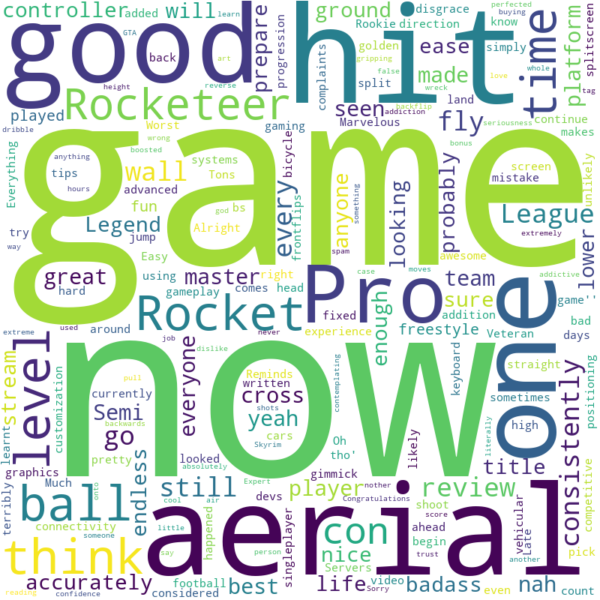 good
hit
game
now
aerial
one
Pro
Rocket
Rocketeer
ball
think
level
time
con
controller
added
will
GTA
art
progression
prepare
back
played
dribble
height
reverse
ground
complaints
Rookie
direction
disgrace
know
golden
ease
simply
buying
perfected
learn
splitscreen
platform
false
gripping
love
whole
tag
split
made
seen
Marvelous
backflip
addiction
wreck
seriousness
land
continue
fly
boosted
bonus
makes
unlikely
Everything
Worst
wrong
gaming
bicycle
wall
systems
Tons
screen
mistake
anything
hours
tips
advanced
try
way
fun
bs
god
Alright
frontflips
every
anyone
something
looking
probably
awesome
extremely
League
lower
Legend
jump
Easy
spam
great
master
using
right
hard
gameplay
comes
head
case
moves
team
sure
addictive
game'
fixed
experience
addition
bad
used
job
never
enough
freestyle
Veteran
days
extreme
around
dislike
Reminds
written
cross
currently
everyone
stream
customization
Semi
pull
backwards
contemplating
keyboard
straight
sometimes
positioning
shots
Skyrim
cars
yeah
looked
go
learnt
graphics
pretty
absolutely
Oh
tho'
likely
high
literally
title
consistently
gimmick
Expert
nother
Congratulations
devs
player
review
terribly
Much
onto
still
endless
cool
air
singleplayer
shoot
score
ahead
vehicular
Late
competitive
connectivity
someone
little
happened
nice
begin
another
pick
accurately
football
Servers
person
say
best
life
video
trust
badass
nah
even
count
reading
confidence
considered
Sorry